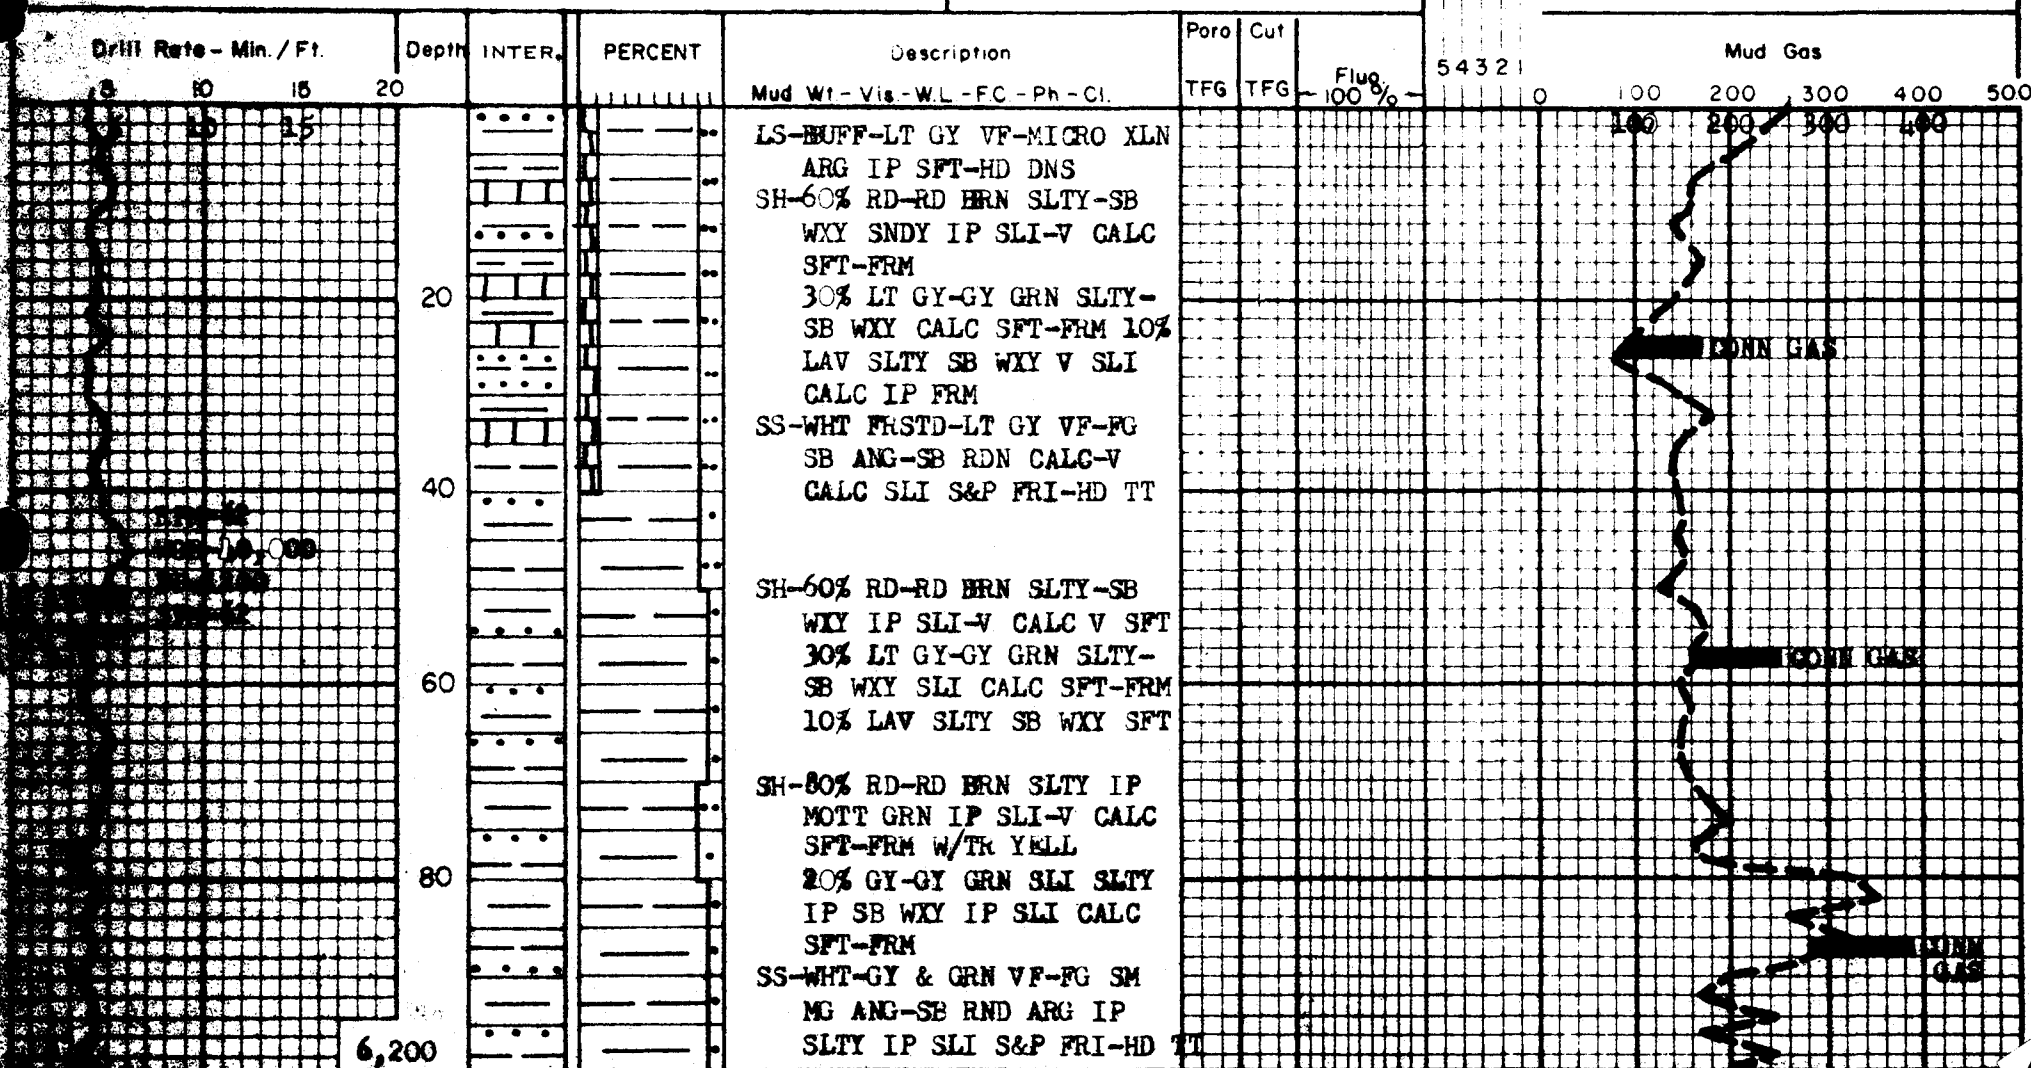 Drill Rate - Min. / Ft.
5 10 15 20
Depth
INTER.
PERCENT
Description
Mud Wt - Vis - W.L - F.C - Ph - Cl.
Poro Cut
TFG TFG
Fluo.
100 %
5 4 3 2 1
Mud Gas
0 100 200 300 400 500
10 15
100 200 300 400
LS-BUFF-LT GY VF-MICRO XLN
ARG IP SFT-HD DNS
SH-60% RD-RD BRN SLTY-SB
WXY SNDY IP SLI-V CALC
SFT-FRM
30% LT GY-GY GRN SLTY-
SB WXY CALC SFT-FRM 10%
LAV SLTY SB WXY V SLI
CALC IP FRM
SS-WHT FRSTD-LT GY VF-FG
SB ANG-SB RDN CALC-V
CALC SLI S&P FRI-HD TT
SH-60% RD-RD BRN SLTY-SB
WXY IP SLI-V CALC V SFT
30% LT GY-GY GRN SLTY-
SB WXY SLI CALC SFT-FRM
10% LAV SLTY SB WXY SFT
SH-80% RD-RD BRN SLTY IP
MOTT GRN IP SLI-V CALC
SFT-FRM W/TR YELL
20% GY-GY GRN SLI SLTY
IP SB WXY IP SLI CALC
SFT-FRM
SS-WHT-GY & GRN VF-FG SM
MG ANG-SB RND ARG IP
SLTY IP SLI S&P FRI-HD TT
20
40
60
80
6,200
CONN GAS
CONN GAS
CONN
GAS